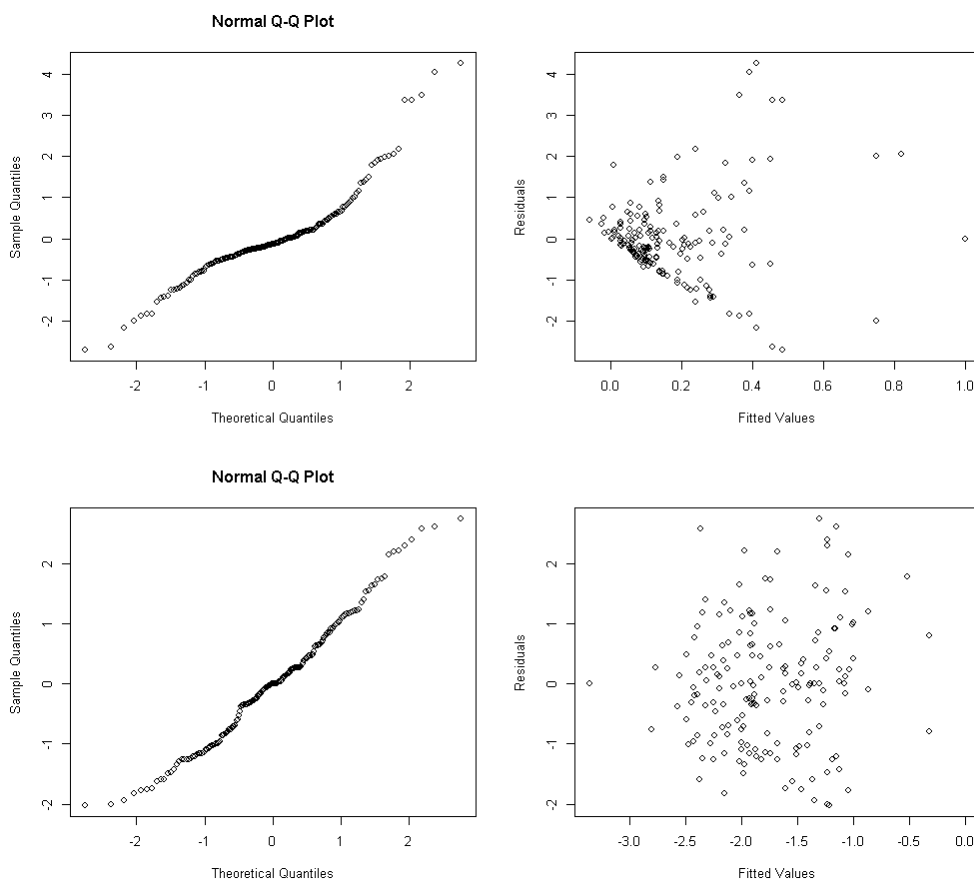 Normal Q-Q Plot
Sample Quantiles
4
3
2
1
0
-1
-2
-2 -1 0 1 2
Theoretical Quantiles
Residuals
4
3
2
1
0
-1
-2
0.0 0.2 0.4 0.6 0.8 1.0
Fitted Values
Normal Q-Q Plot
Sample Quantiles
2
1
0
-1
-2
-2 -1 0 1 2
Theoretical Quantiles
Residuals
2
1
0
-1
-2
-3.0 -2.5 -2.0 -1.5 -1.0 -0.5 0.0
Fitted Values